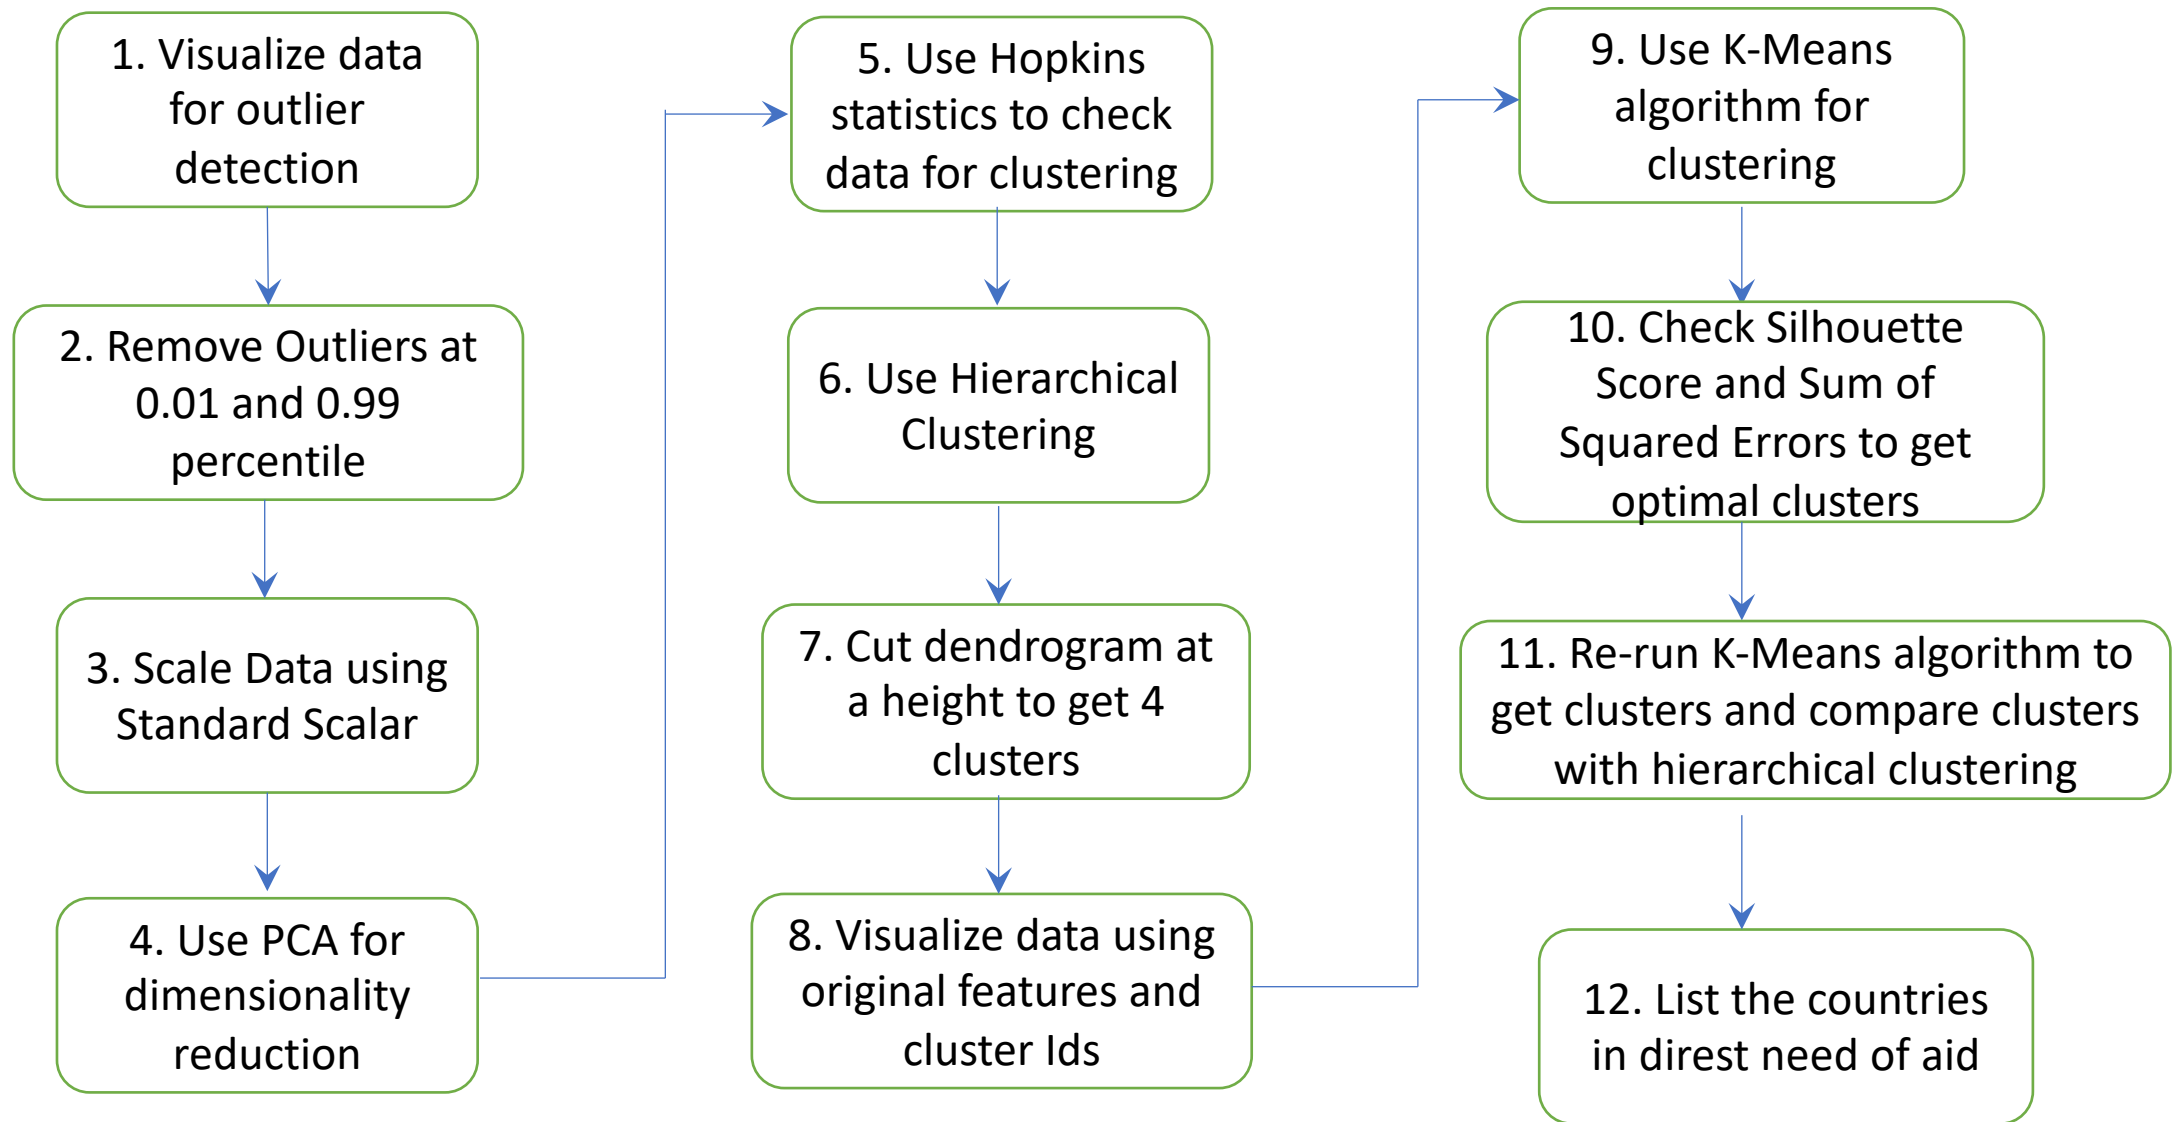 1. Visualize data
for outlier
detection
2. Remove Outliers at
0.01 and 0.99
percentile
3. Scale Data using
Standard Scalar
4. Use PCA for
dimensionality
reduction
5. Use Hopkins
statistics to check
data for clustering
6. Use Hierarchical
Clustering
7. Cut dendrogram at
a height to get 4
clusters
8. Visualize data using
original features and
cluster Ids
9. Use K-Means
algorithm for
clustering
10. Check Silhouette
Score and Sum of
Squared Errors to get
optimal clusters
11. Re-run K-Means algorithm to
get clusters and compare clusters
with hierarchical clustering
12. List the countries
in direst need of aid